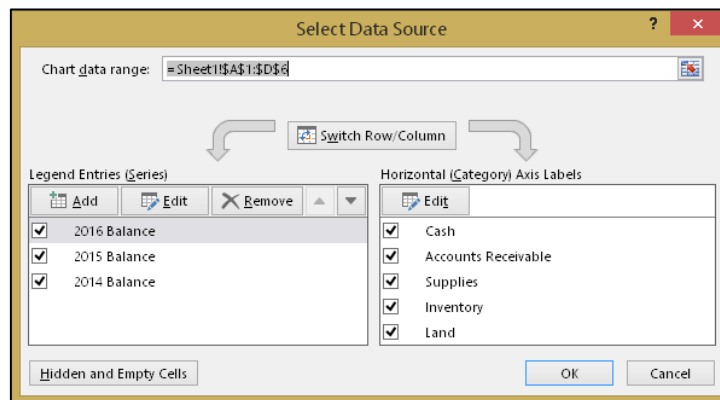 Select Data Source
? ×
Chart data range: =Sheet1!$A$1:$D$6
Switch Row/Column
Legend Entries (Series)
Horizontal (Category) Axis Labels
Add Edit Remove
Edit
2016 Balance
2015 Balance
2014 Balance
Cash
Accounts Receivable
Supplies
Inventory
Land
Hidden and Empty Cells
OK Cancel